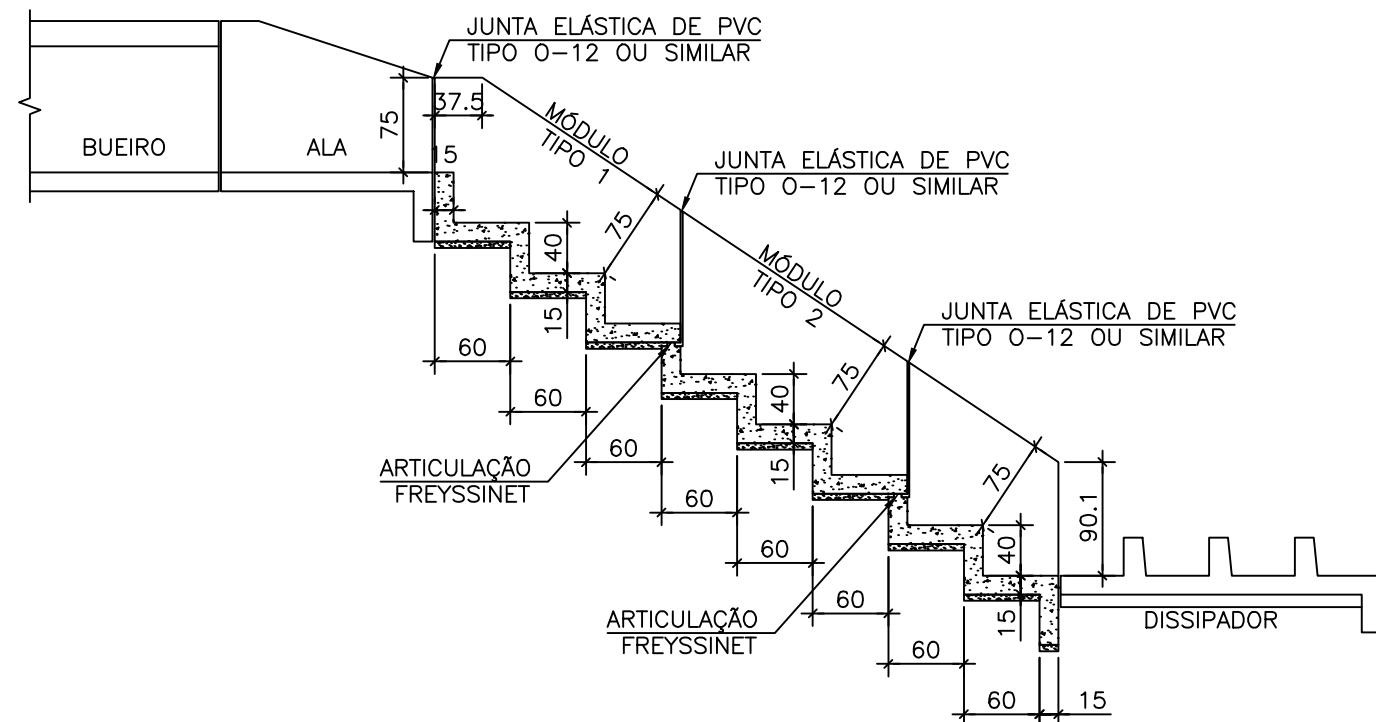 JUNTA ELÁSTICA DE PVC
TIPO O-12 OU SIMILAR
37.5
75
MÓDULO
TIPO 1
BUEIRO
ALA
15
JUNTA ELÁSTICA DE PVC
TIPO O-12 OU SIMILAR
75
40
15
MÓDULO
TIPO 2
JUNTA ELÁSTICA DE PVC
TIPO O-12 OU SIMILAR
60
75
40
60
15
ARTICULAÇÃO
FREYSSINET
60
60
75
90.1
40
60
15
60
ARTICULAÇÃO
FREYSSINET
DISSIPADOR
60
60
15